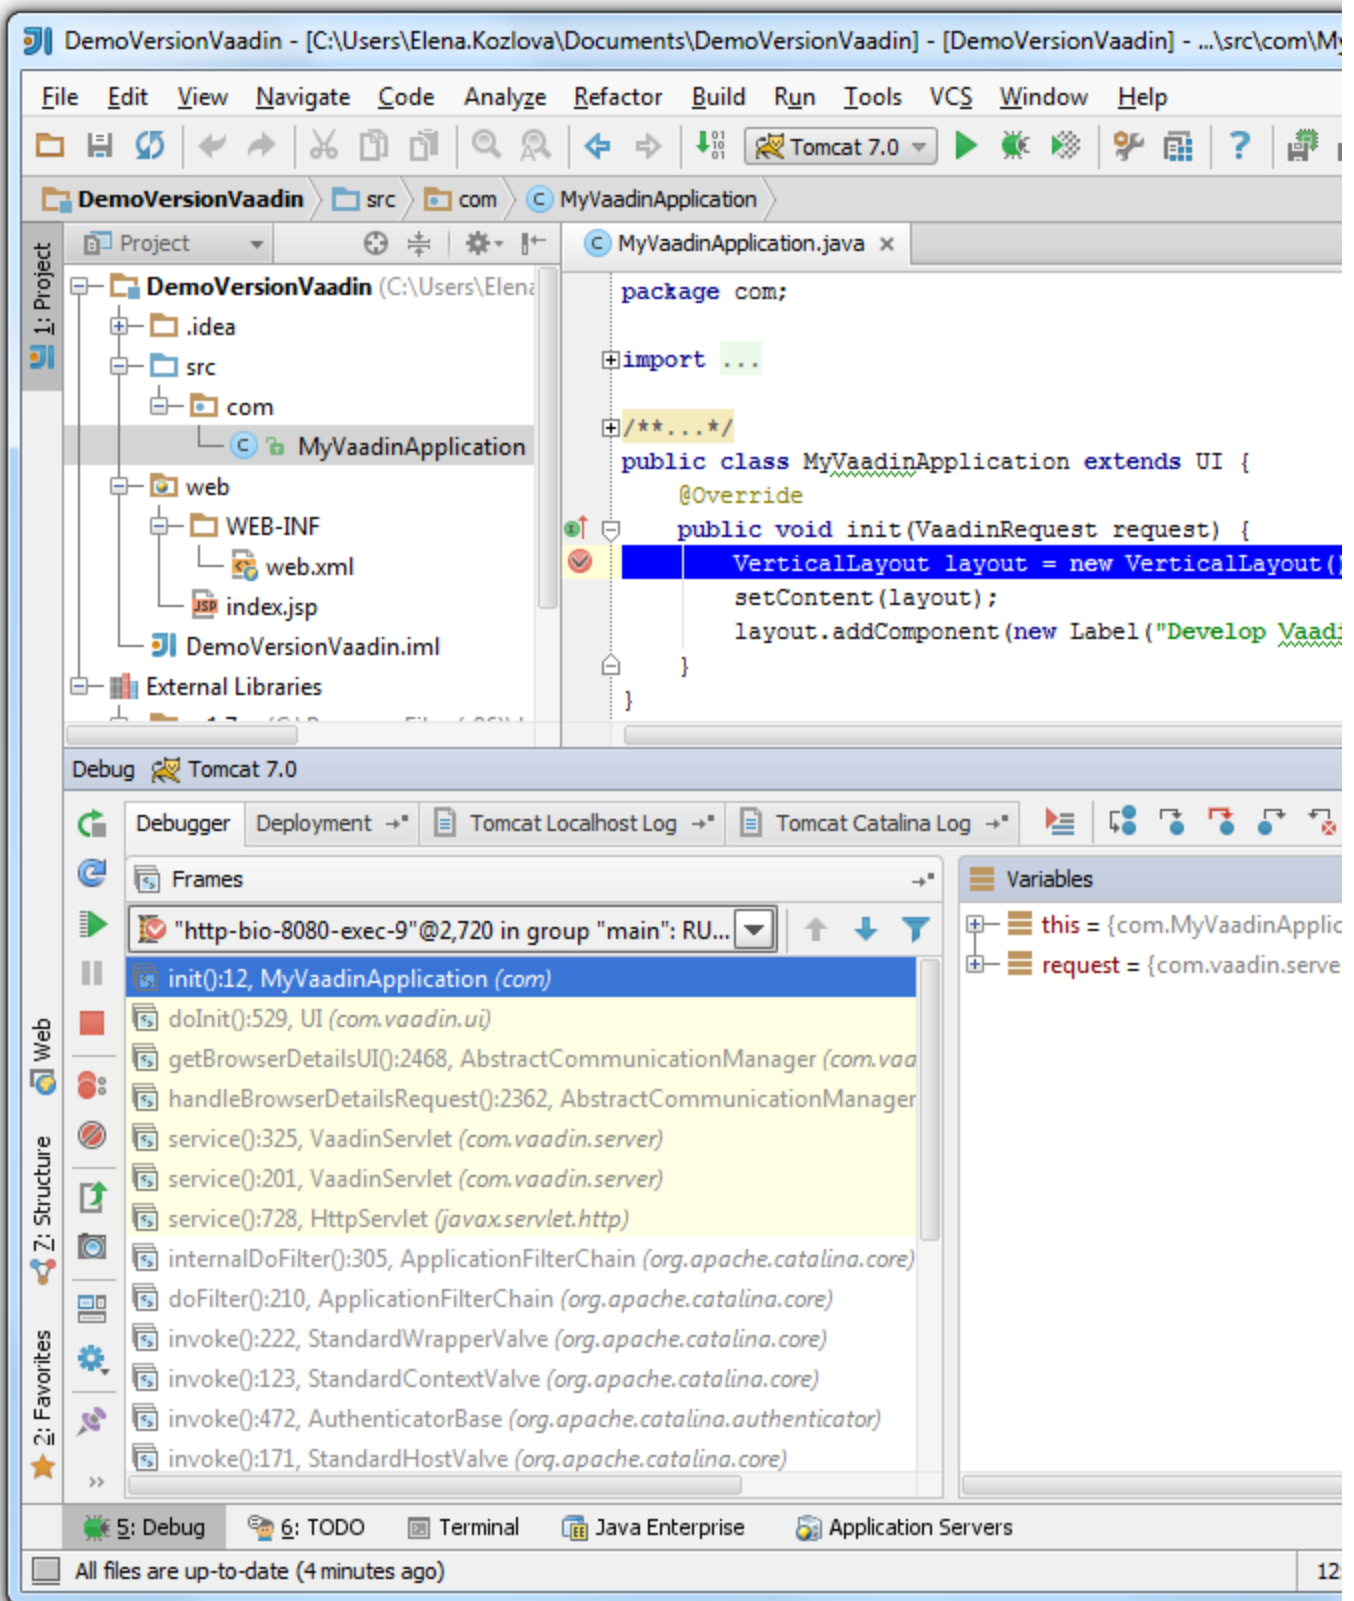 DemoVersionVaadin - [C:\Users\Elena.Kozlova\Documents\DemoVersionVaadin] - [DemoVersionVaadin] - ...\src\com\My
File Edit View Navigate Code Analyze Refactor Build Run Tools VCS Window Help
Tomcat 7.0
DemoVersionVaadin src com MyVaadinApplication
1: Project
Project
DemoVersionVaadin (C:\Users\Elena
.idea
src
com
MyVaadinApplication
web
WEB-INF
web.xml
index.jsp
DemoVersionVaadin.iml
External Libraries
MyVaadinApplication.java
package com;
import ...
/**...*/
public class MyVaadinApplication extends UI {
@Override
public void init(VaadinRequest request) {
VerticalLayout layout = new VerticalLayout()
setContent(layout);
layout.addComponent(new Label("Develop Vaadi
}
}
Debug Tomcat 7.0
Debugger Deployment Tomcat Localhost Log Tomcat Catalina Log
Frames
"http-bio-8080-exec-9"@2,720 in group "main": RU...
init():12, MyVaadinApplication (com)
doInit():529, UI (com.vaadin.ui)
getBrowserDetailsUI():2468, AbstractCommunicationManager (com.vaa
handleBrowserDetailsRequest():2362, AbstractCommunicationManager
service():325, VaadinServlet (com.vaadin.server)
service():201, VaadinServlet (com.vaadin.server)
service():728, HttpServlet (javax.servlet.http)
internalDoFilter():305, ApplicationFilterChain (org.apache.catalina.core)
doFilter():210, ApplicationFilterChain (org.apache.catalina.core)
invoke():222, StandardWrapperValve (org.apache.catalina.core)
invoke():123, StandardContextValve (org.apache.catalina.core)
invoke():472, AuthenticatorBase (org.apache.catalina.authenticator)
invoke():171, StandardHostValve (org.apache.catalina.core)
Variables
this = {com.MyVaadinApplic
request = {com.vaadin.serve
Web
Z: Structure
2: Favorites
5: Debug 6: TODO Terminal Java Enterprise Application Servers
All files are up-to-date (4 minutes ago)
12: